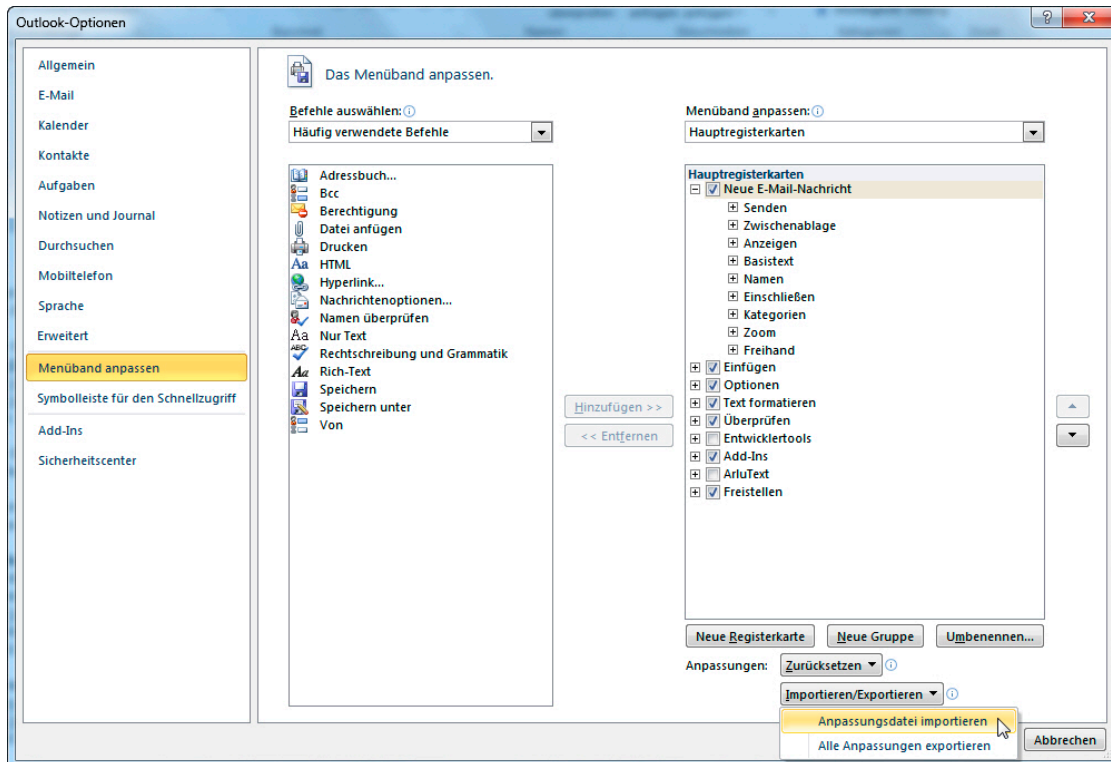 Outlook-Optionen
Allgemein
E-Mail
Kalender
Kontakte
Aufgaben
Notizen und Journal
Durchsuchen
Mobiltelefon
Sprache
Erweitert
Menüband anpassen
Symbolleiste für den Schnellzugriff
Add-Ins
Sicherheitscenter
Das Menüband anpassen.
Befehle auswählen:
Häufig verwendete Befehle
Adressbuch...
Bcc
Berechtigung
Datei anfügen
Drucken
HTML
Hyperlink...
Nachrichtenoptionen...
Namen überprüfen
Nur Text
Rechtschreibung und Grammatik
Rich-Text
Speichern
Speichern unter
Von
Hinzufügen >>
<< Entfernen
Menüband anpassen:
Hauptregisterkarten
Hauptregisterkarten
Neue E-Mail-Nachricht
Senden
Zwischenablage
Anzeigen
Basistext
Namen
Einschließen
Kategorien
Zoom
Freihand
Einfügen
Optionen
Text formatieren
Überprüfen
Entwicklertools
Add-Ins
ArluText
Freistellen
Neue Registerkarte Neue Gruppe Umbenennen...
Anpassungen: Zurücksetzen
Importieren/Exportieren
Anpassungsdatei importieren
Alle Anpassungen exportieren
Abbrechen